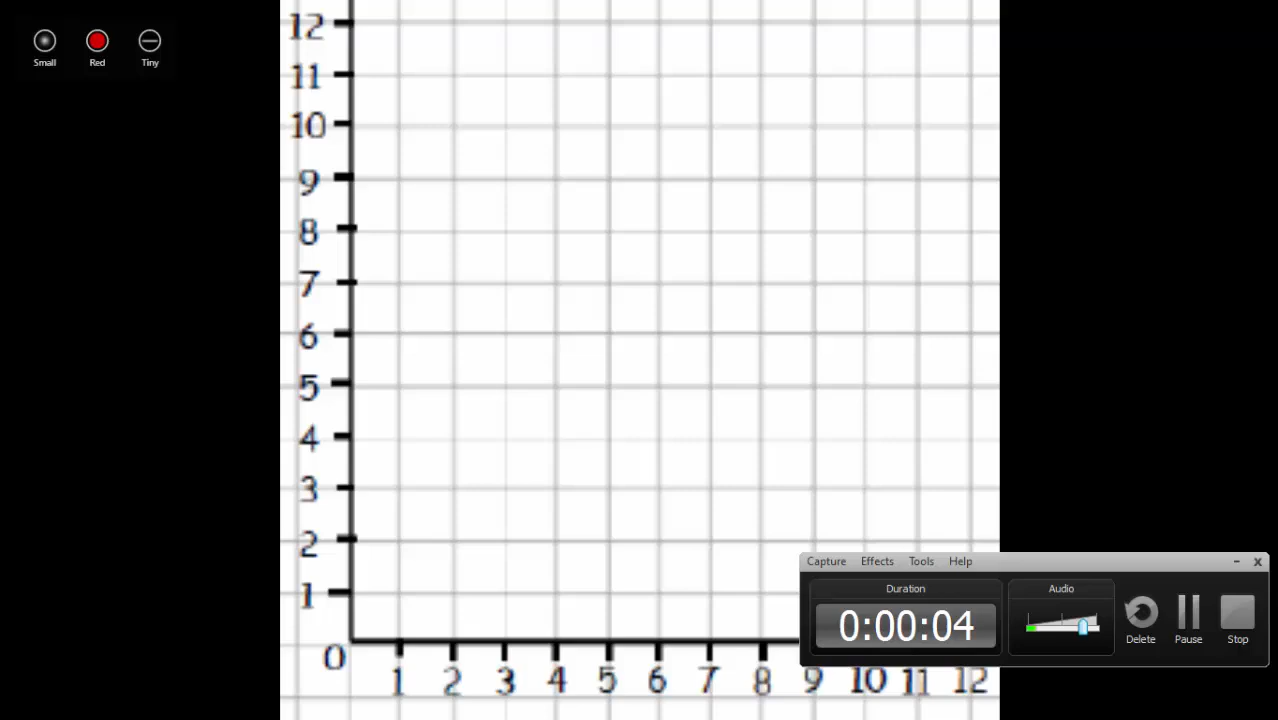 Small Red Tiny
12
11
10
9
8
7
6
5
4
3
2
1
0
1 2 3 4 5 6 7 8 9 10 11 12
Capture Effects Tools Help
Duration Audio
0:00:04
Delete Pause Stop